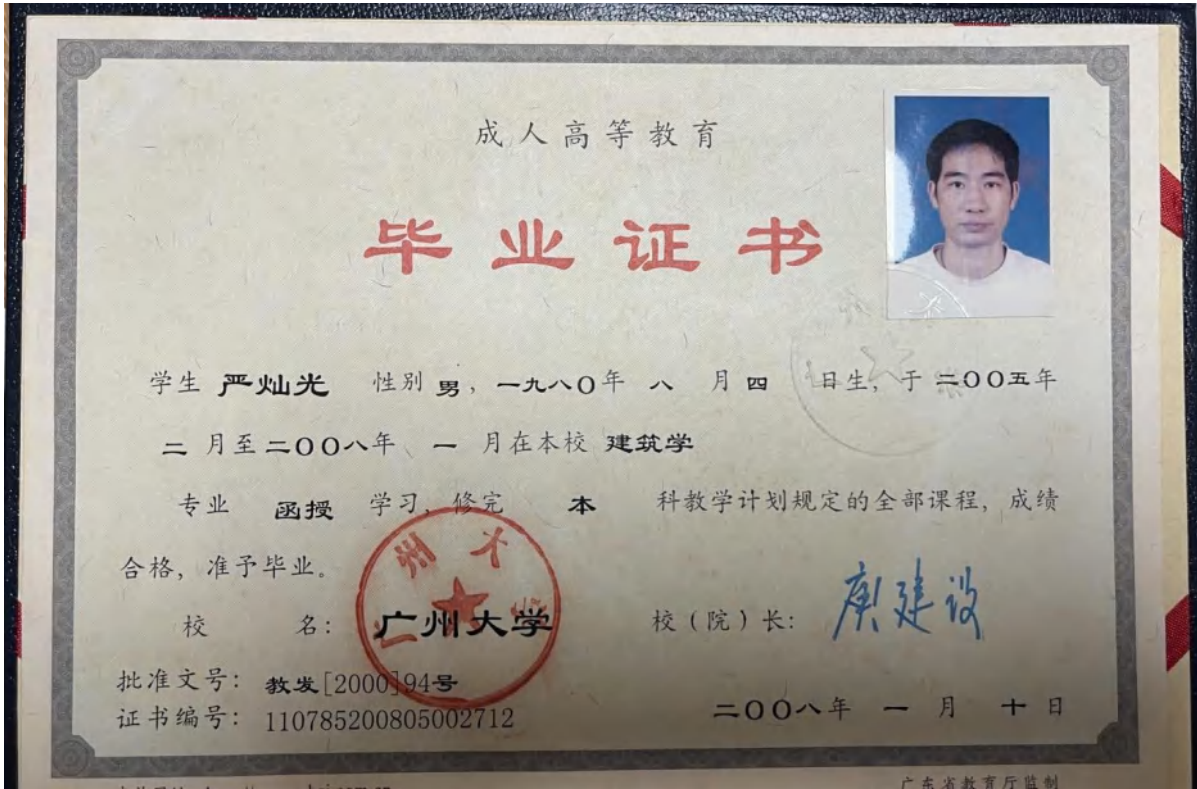 成人高等教育
毕业证书
学生 严灿光 性别 男，一九八〇年 八 月 四 日生，于 二〇〇五年
二 月至 二〇〇八年、一 月在本校 建筑学
专业 函授 学习，修完 本 科教学计划规定的全部课程，成绩
合格，准予毕业。
校 名：广州大学 校（院）长：庾建设
批准文号：教发[2000]94号
证书编号：110785200805002712 二〇〇八年 一 月 十 日
广东省教育厅监制